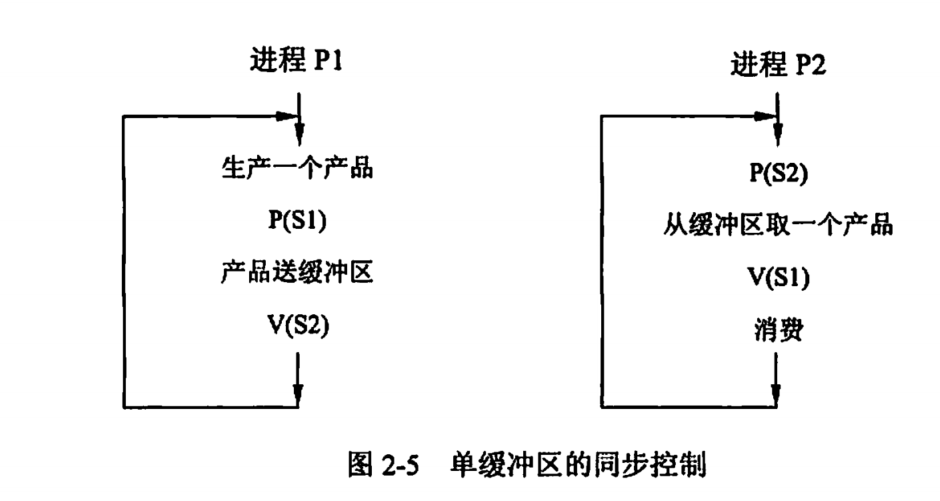 进程 P1
生产一个产品
P(S1)
产品送缓冲区
V(S2)
进程 P2
P(S2)
从缓冲区取一个产品
V(S1)
消费
图 2-5 单缓冲区的同步控制